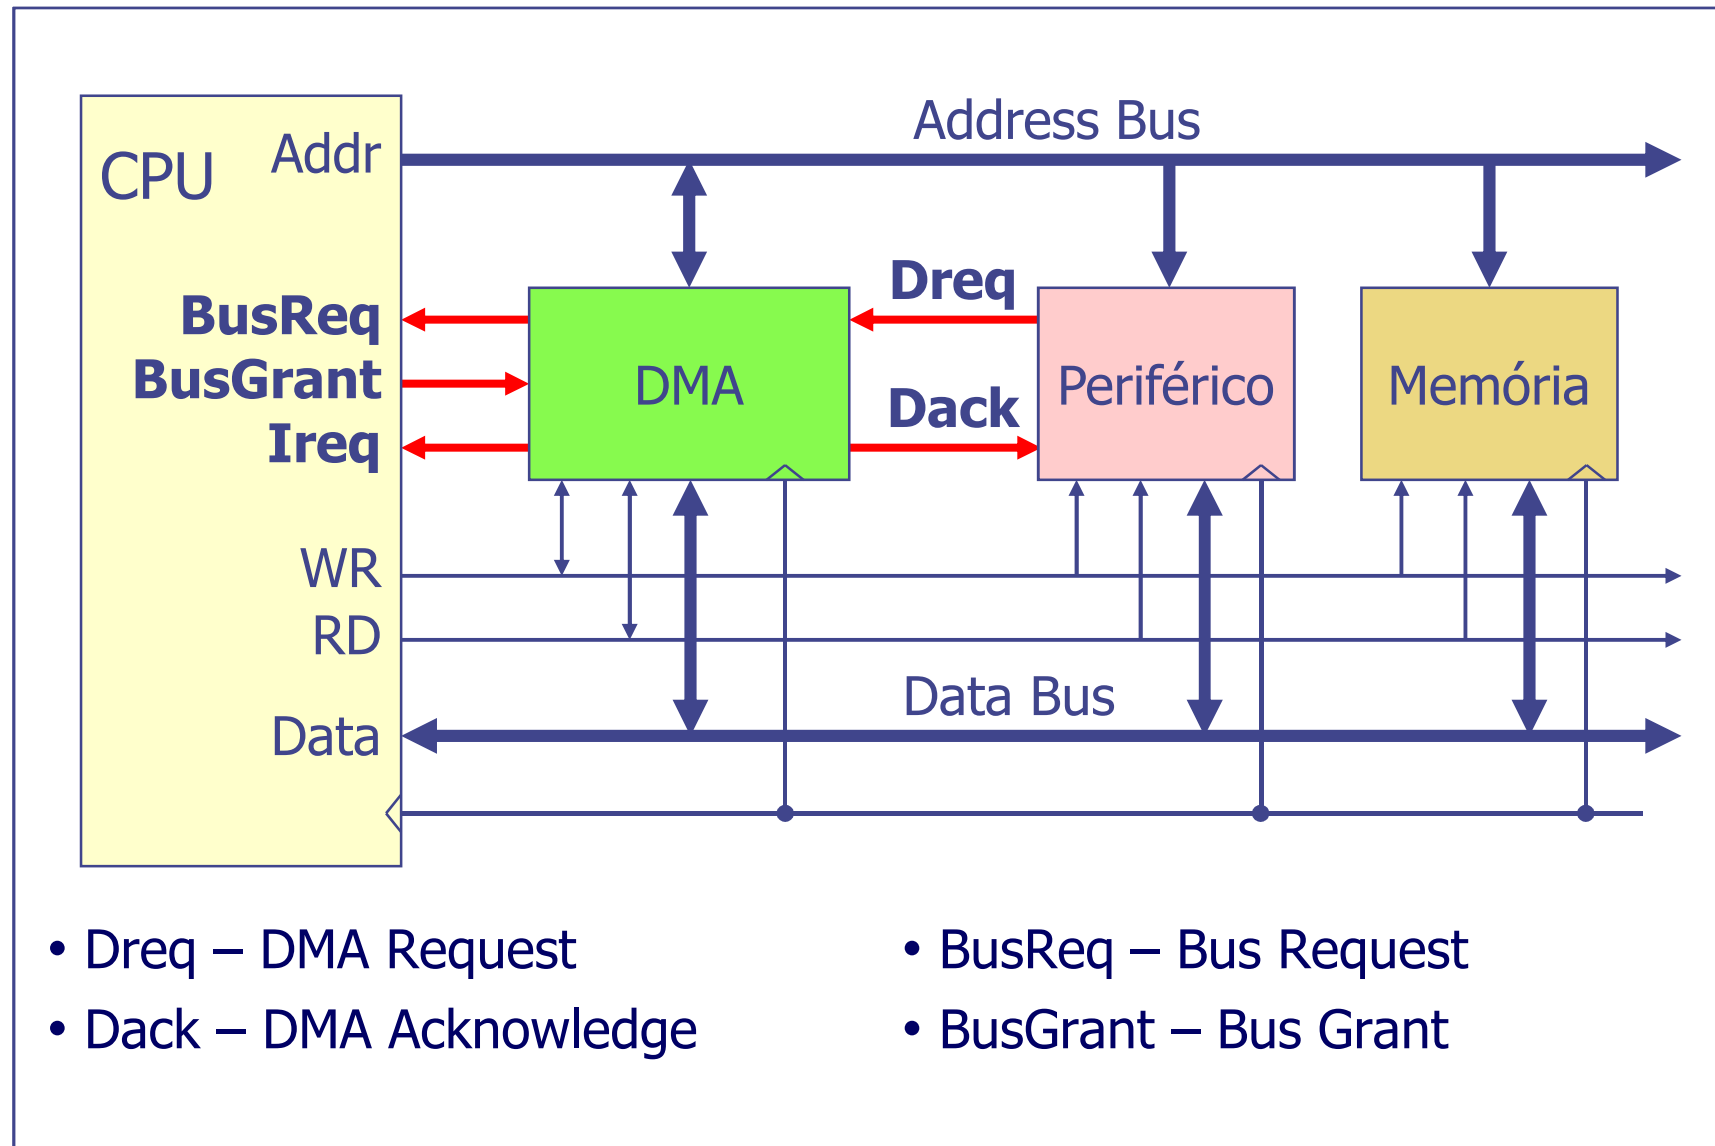 Address Bus
CPU
Addr
BusReq
BusGrant
Ireq
Dreq
Dack
DMA
Periférico
Memória
WR
RD
Data Bus
Data
• Dreq – DMA Request
• Dack – DMA Acknowledge
• BusReq – Bus Request
• BusGrant – Bus Grant